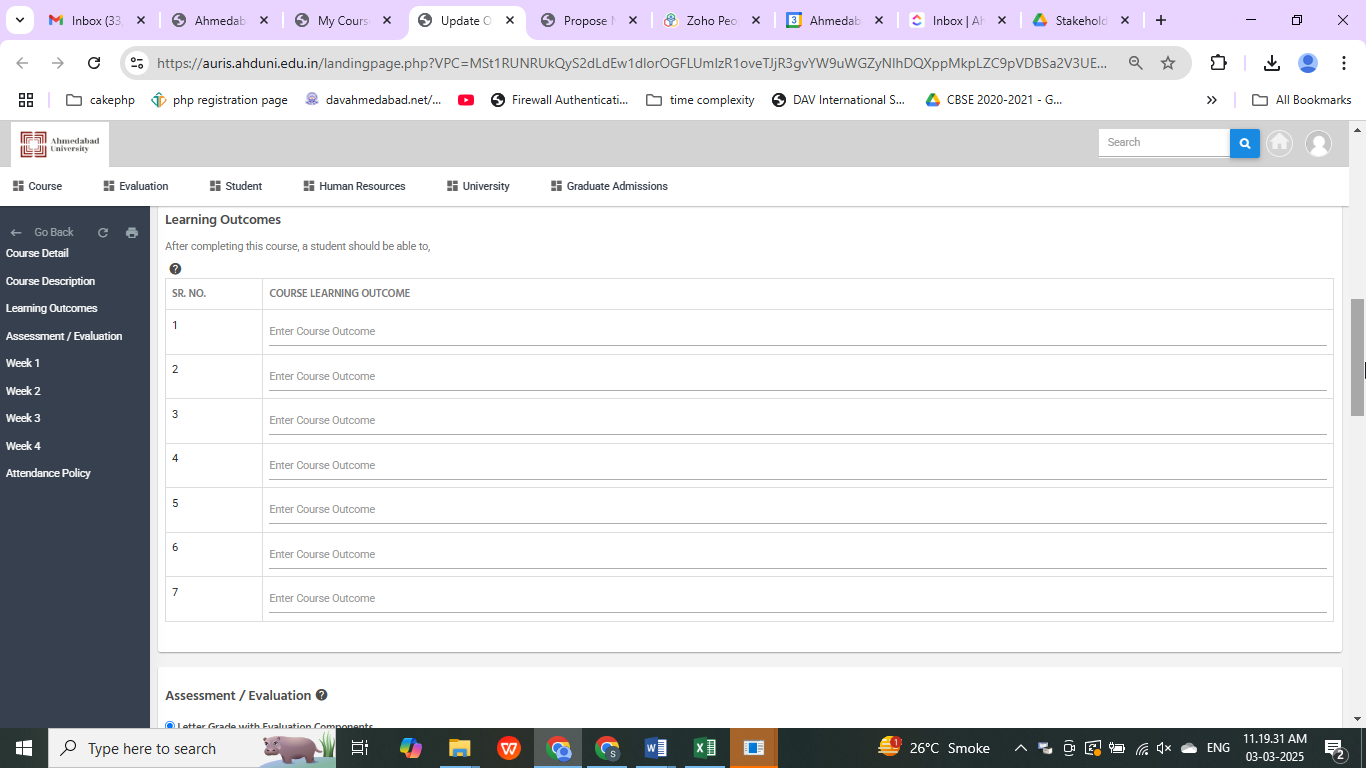 Inbox (33
Ahmedab
My Cours
Update O
Propose
Zoho Peo
Ahmedab
Inbox | Ah
Stakehold
https://auris.ahduni.edu.in/landingpage.php?
cakephp
php registration page
davahmedabad.net/...
Firewall Authenticati...
time complexity
DAV International S...
CBSE 2020-2021 - G...
»
All Bookmarks
Ahmedabad
University
Search
Course
Evaluation
Student
Human Resources
University
Graduate Admissions
Go Back
Course Detail
Course Description
Learning Outcomes
Assessment / Evaluation
Week 1
Week 2
Week 3
Week 4
Attendance Policy
Learning Outcomes
After completing this course, a student should be able to,
SR. NO. COURSE LEARNING OUTCOME
1 Enter Course Outcome
2 Enter Course Outcome
3 Enter Course Outcome
4 Enter Course Outcome
5 Enter Course Outcome
6 Enter Course Outcome
7 Enter Course Outcome
Assessment / Evaluation
Letter Grade with Evaluation Components
Type here to search
26°C Smoke
ENG
11.19.31 AM
03-03-2025
2